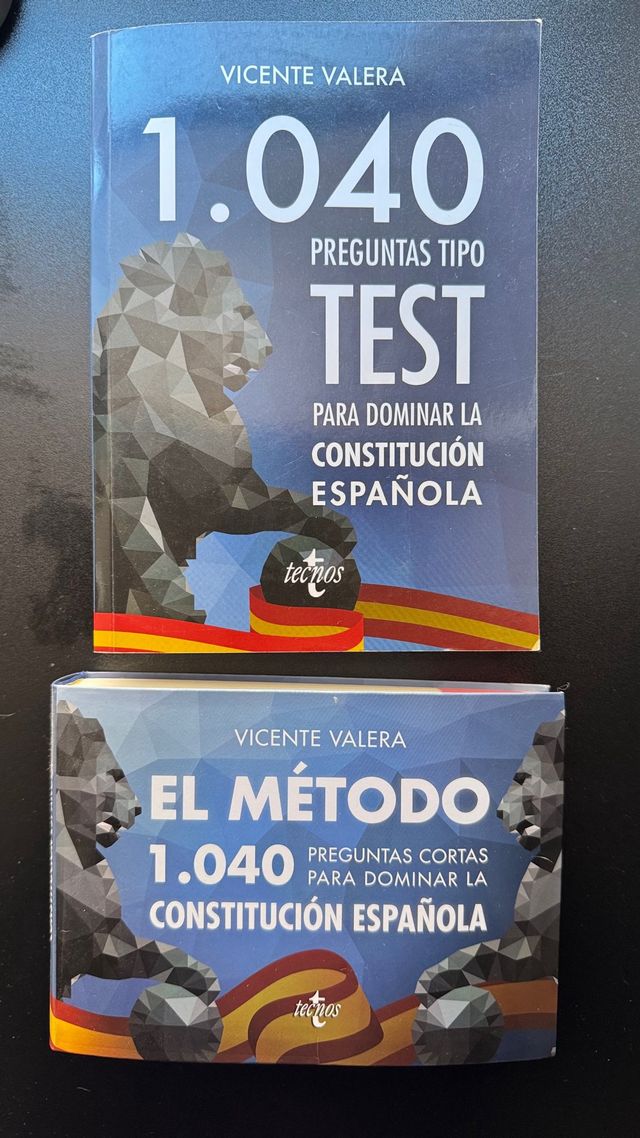 VICENTE VALERA
1.040
PREGUNTAS TIPO
TEST
PARA DOMINAR LA
CONSTITUCIÓN
ESPAÑOLA
tecnos
VICENTE VALERA
EL MÉTODO
1.040 PREGUNTAS CORTAS
PARA DOMINAR LA
CONSTITUCIÓN ESPAÑOLA
tecnos